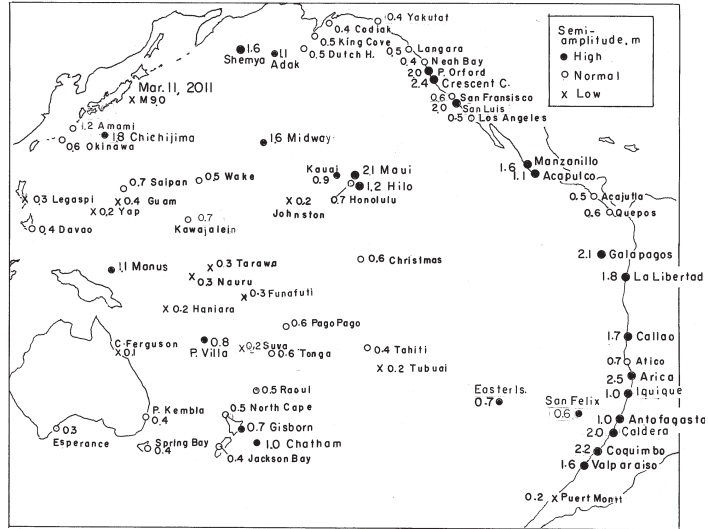 0.4 Yakutat
0.4 Codiak
Semi-
amplitude, m
● High
○ Normal
x Low
0.5 King Cove
1.6
Shemya
1.1
Adak
0.5 Dutch H.
0.5 Langara
0.4 Neah Bay
2.0 P. Orford
2.4 Crescent C.
Mar. 11, 2011
x M9.0
0.6 San Fransisco
2.0 San Luis
0.5 Los Angeles
1.2 Amami
1.8 Chichijima
0.6 Okinawa
1.6 Midway
1.6 Manzanillo
1.1 Acapulco
Kauai
0.9
2.1 Maui
1.2 Hilo
0.7 Honolulu
0.5 Wake
0.7 Saipan
0.3 Legaspi
0.4 Guam
0.2 Yap
0.2
Johnston
0.5 Acajutla
0.6 Quepos
0.4 Davao
0.7
Kawajalein
2.1 Galapagos
0.6 Christmas
1.1 Manus
0.3 Tarawa
0.3 Nauru
1.8 La Libertad
0.3 Funafuti
0.2 Haniara
0.6 Pago Pago
C. Ferguson
0.1
0.8
P. Villa
0.2 Suva
0.6 Tonga
0.4 Tahiti
0.2 Tubuai
1.7 Callao
0.7 Atico
2.5 Arica
1.0 Iquique
0.5 Raoul
Easter Is.
0.7
San Felix
0.6
P. Kembla
0.4
0.5 North Cape
0.7 Gisborn
1.0 Chatham
1.0 Antofagasta
2.0 Caldera
0.3
Esperance
Spring Bay
0.4
0.4 Jackson Bay
2.2 Coquimbo
1.6 Valparaiso
0.2 x Puert Montt